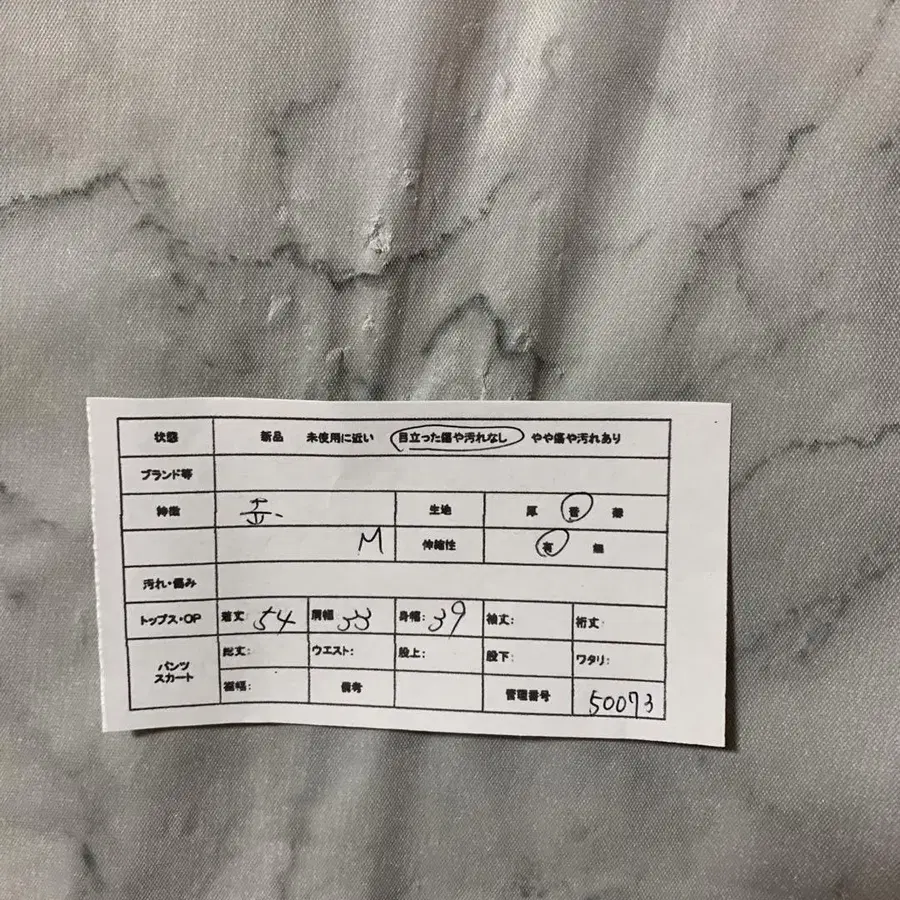 状態 新品 未使用に近い 目立った傷や汚れなし やや傷や汚れあり
ブランド等
特徴 生地 厚 普 薄
M 伸縮性 有 無
汚れ・傷み
トップス・OP 着丈: 54 肩幅 33 身幅: 39 袖丈: 裄丈:
パンツ スカート 総丈: ウエスト: 股上: 股下: ワタリ:
裾幅: 備考 管理番号 50073